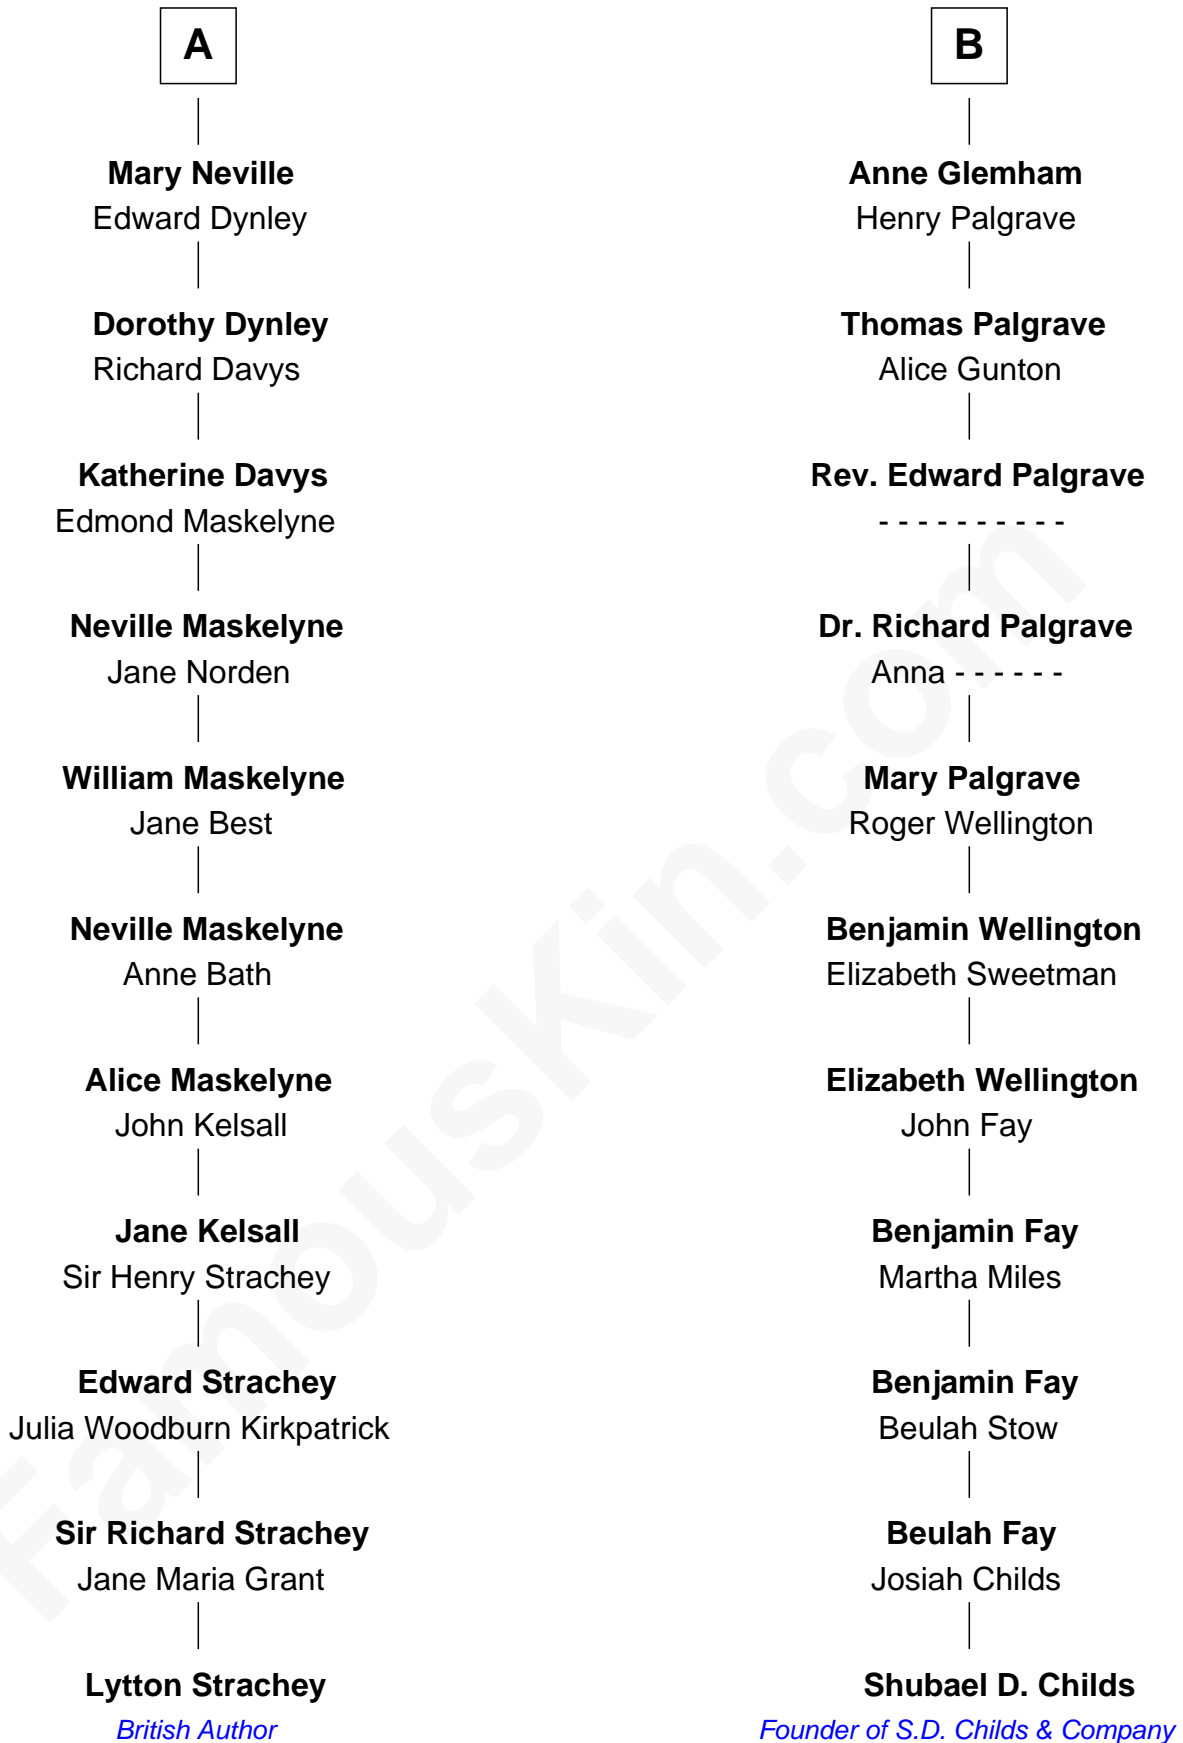 A
Mary Neville
Edward Dynley
Dorothy Dynley
Richard Davys
Katherine Davys
Edmond Maskelyne
Neville Maskelyne
Jane Norden
William Maskelyne
Jane Best
Neville Maskelyne
Anne Bath
Alice Maskelyne
John Kelsall
Jane Kelsall
Sir Henry Strachey
Edward Strachey
Julia Woodburn Kirkpatrick
Sir Richard Strachey
Jane Maria Grant
Lytton Strachey
British Author
B
Anne Glemham
Henry Palgrave
Thomas Palgrave
Alice Gunton
Rev. Edward Palgrave
- - - - - - - - - -
Dr. Richard Palgrave
Anna - - - - - -
Mary Palgrave
Roger Wellington
Benjamin Wellington
Elizabeth Sweetman
Elizabeth Wellington
John Fay
Benjamin Fay
Martha Miles
Benjamin Fay
Beulah Stow
Beulah Fay
Josiah Childs
Shubael D. Childs
Founder of S.D. Childs & Company
FamousKin.com